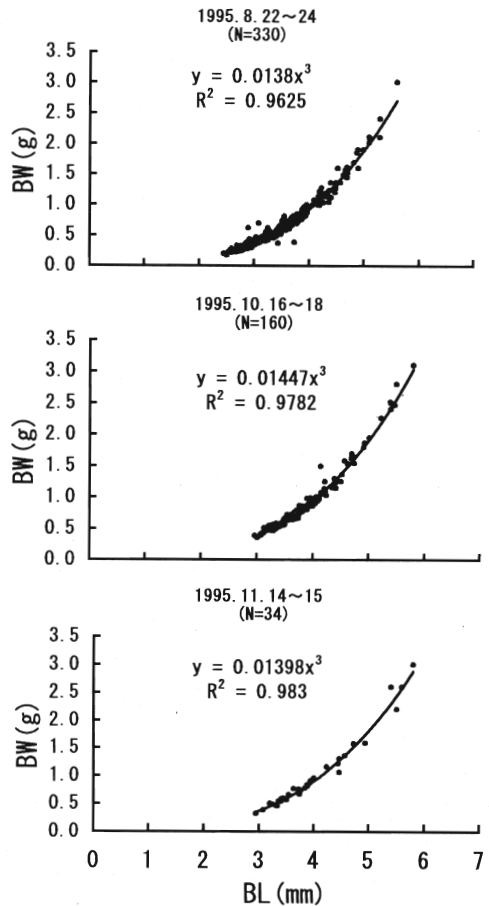 1995.8.22~24
(N=330)
3.5
3.0
2.5
2.0
1.5
1.0
0.5
0.0
BW(g)
y = 0.0138x³
R² = 0.9625
1995.10.16~18
(N=160)
3.5
3.0
2.5
2.0
1.5
1.0
0.5
0.0
BW(g)
y = 0.01447x³
R² = 0.9782
1995.11.14~15
(N=34)
3.5
3.0
2.5
2.0
1.5
1.0
0.5
0.0
BW(g)
y = 0.01398x³
R² = 0.983
0 1 2 3 4 5 6 7
BL(mm)